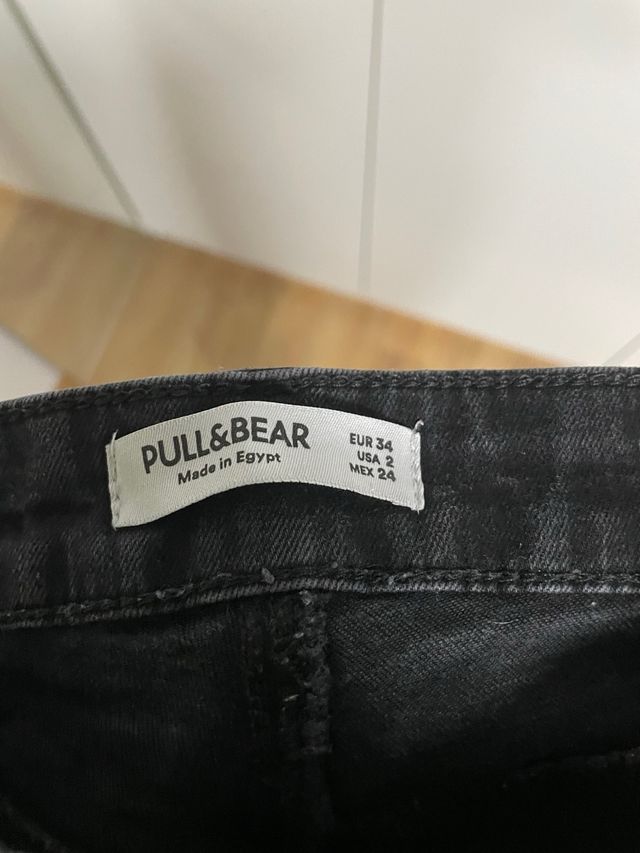 PULL&BEAR
Made in Egypt
EUR 34
USA 2
MEX 24